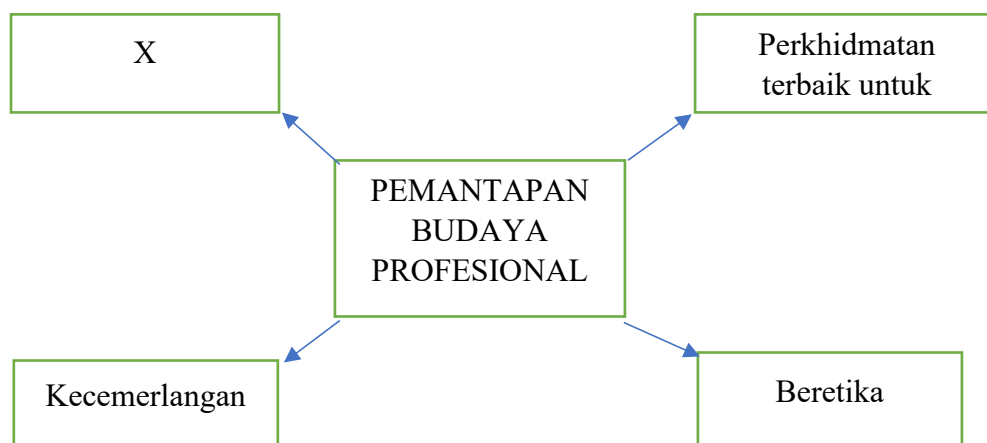 X
Perkhidmatan
terbaik untuk
PEMANTAPAN
BUDAYA
PROFESIONAL
Kecemerlangan
Beretika